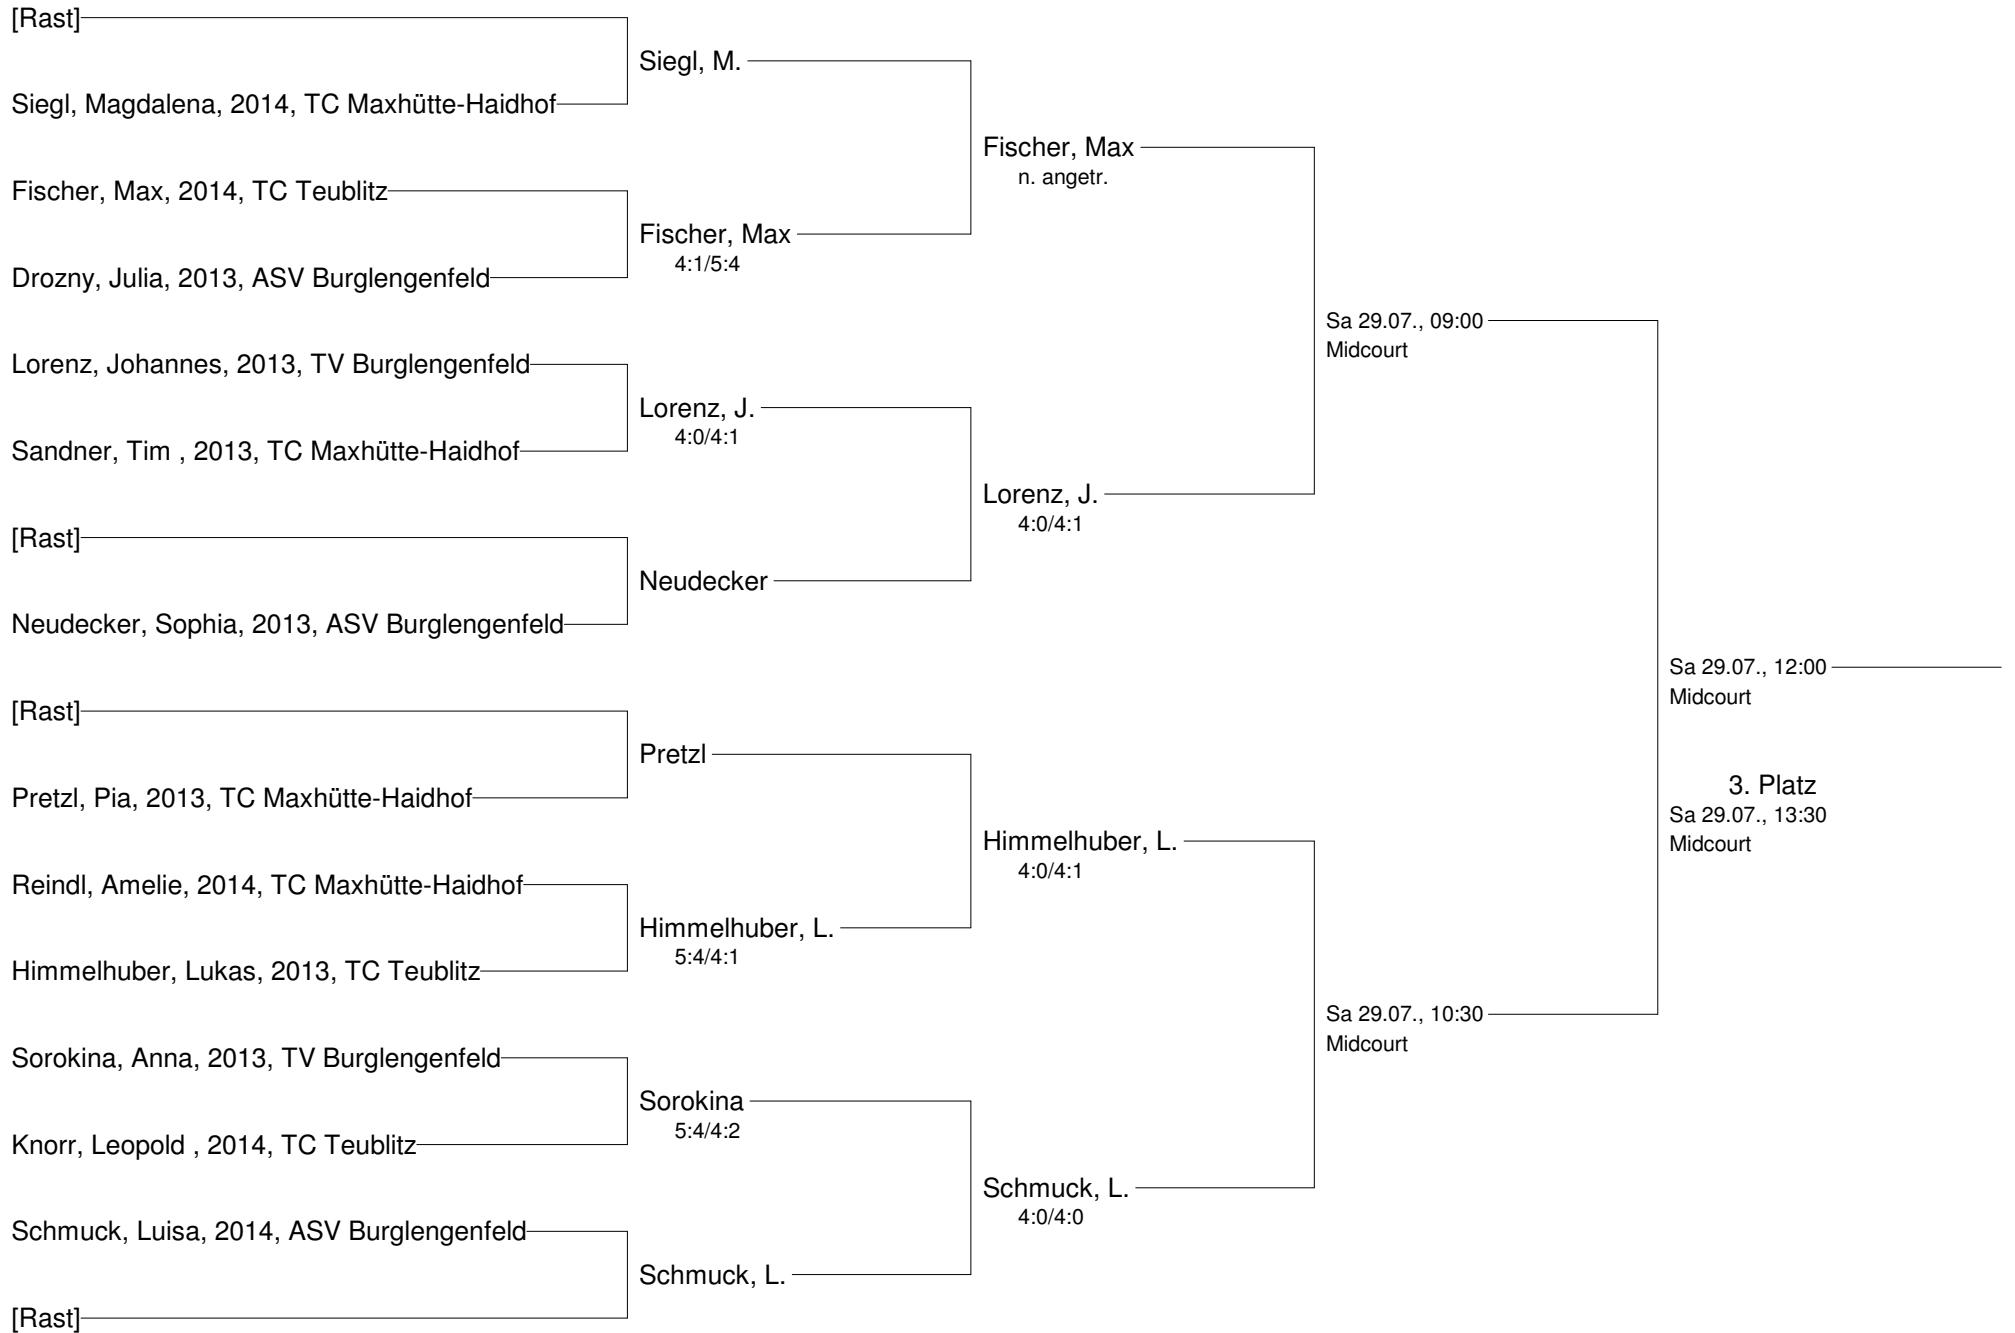 [Rast]
Siegl, Magdalena, 2014, TC Maxhütte-Haidhof
Fischer, Max, 2014, TC Teublitz
Drozny, Julia, 2013, ASV Burglengenfeld
Lorenz, Johannes, 2013, TV Burglengenfeld
Sandner, Tim , 2013, TC Maxhütte-Haidhof
[Rast]
Neudecker, Sophia, 2013, ASV Burglengenfeld
[Rast]
Pretzl, Pia, 2013, TC Maxhütte-Haidhof
Reindl, Amelie, 2014, TC Maxhütte-Haidhof
Himmelhuber, Lukas, 2013, TC Teublitz
Sorokina, Anna, 2013, TV Burglengenfeld
Knorr, Leopold , 2014, TC Teublitz
Schmuck, Luisa, 2014, ASV Burglengenfeld
[Rast]
Siegl, M.
Fischer, Max
4:1/5:4
Lorenz, J.
4:0/4:1
Neudecker
Pretzl
Himmelhuber, L.
5:4/4:1
Sorokina
5:4/4:2
Schmuck, L.
Fischer, Max
n. angetr.
Lorenz, J.
4:0/4:1
Himmelhuber, L.
4:0/4:1
Schmuck, L.
4:0/4:0
Sa 29.07., 09:00
Midcourt
Sa 29.07., 10:30
Midcourt
Sa 29.07., 12:00
Midcourt
3. Platz
Sa 29.07., 13:30
Midcourt